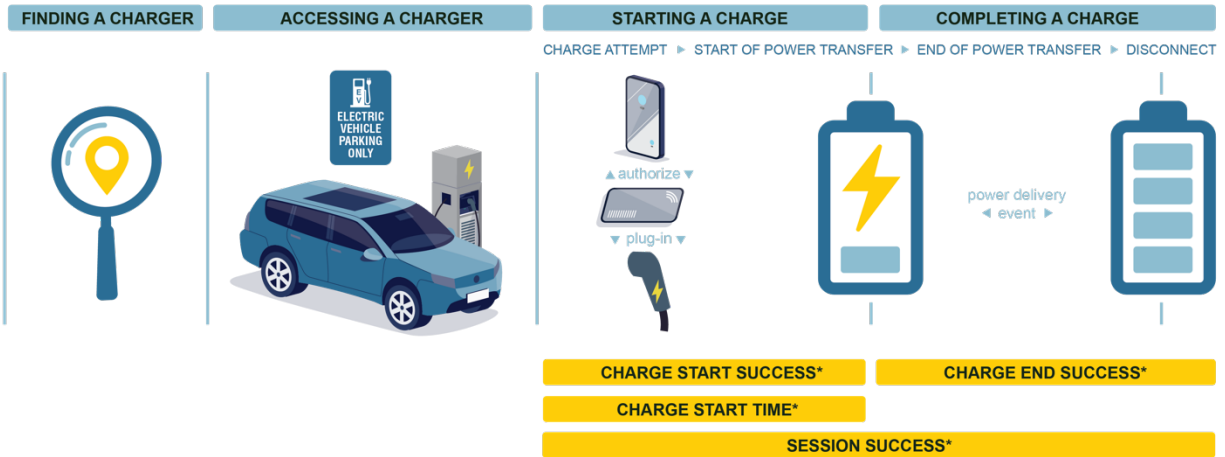 FINDING A CHARGER
ACCESSING A CHARGER
STARTING A CHARGE
COMPLETING A CHARGE
CHARGE ATTEMPT ▶ START OF POWER TRANSFER ▶ END OF POWER TRANSFER ▶ DISCONNECT
EV
ELECTRIC
VEHICLE
PARKING
ONLY
▲ authorize ▼
▼ plug-in ▼
power delivery
◀ event ▶
CHARGE START SUCCESS*
CHARGE END SUCCESS*
CHARGE START TIME*
SESSION SUCCESS*